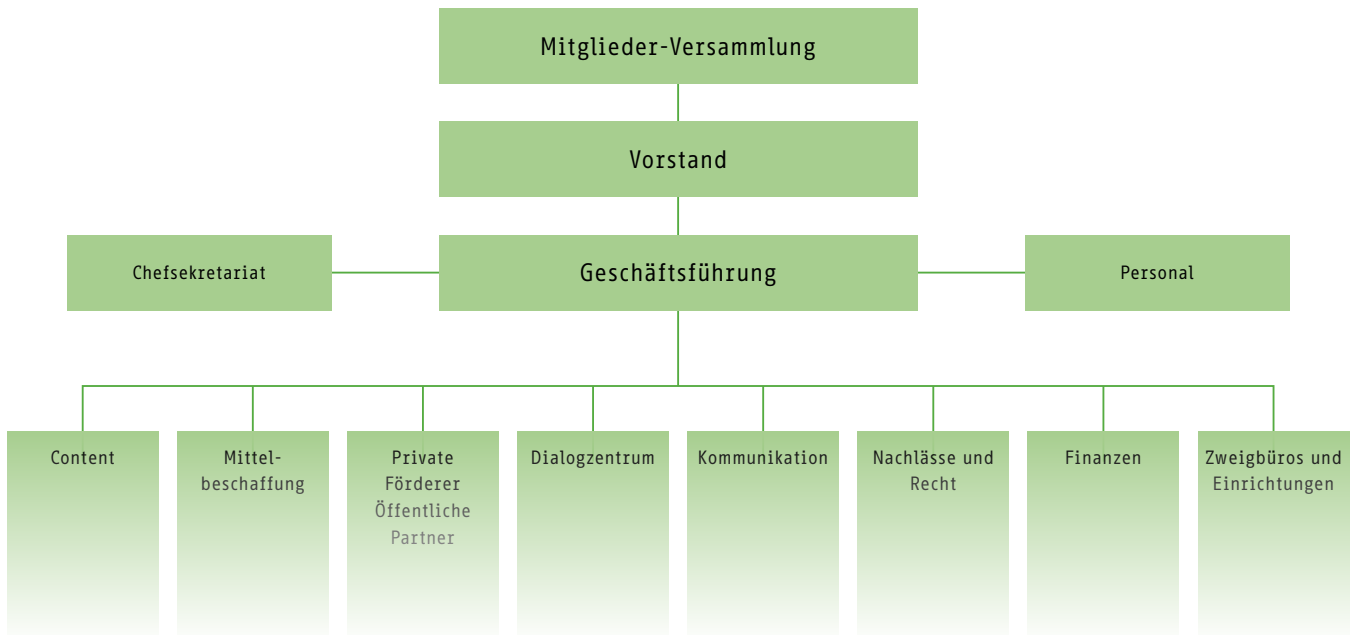 Mitglieder-Versammlung
Vorstand
Chefsekretariat
Geschäftsführung
Personal
Content
Mittel-
beschaffung
Private
Förderer
Öffentliche
Partner
Dialogzentrum
Kommunikation
Nachlässe und
Recht
Finanzen
Zweigbüros und
Einrichtungen